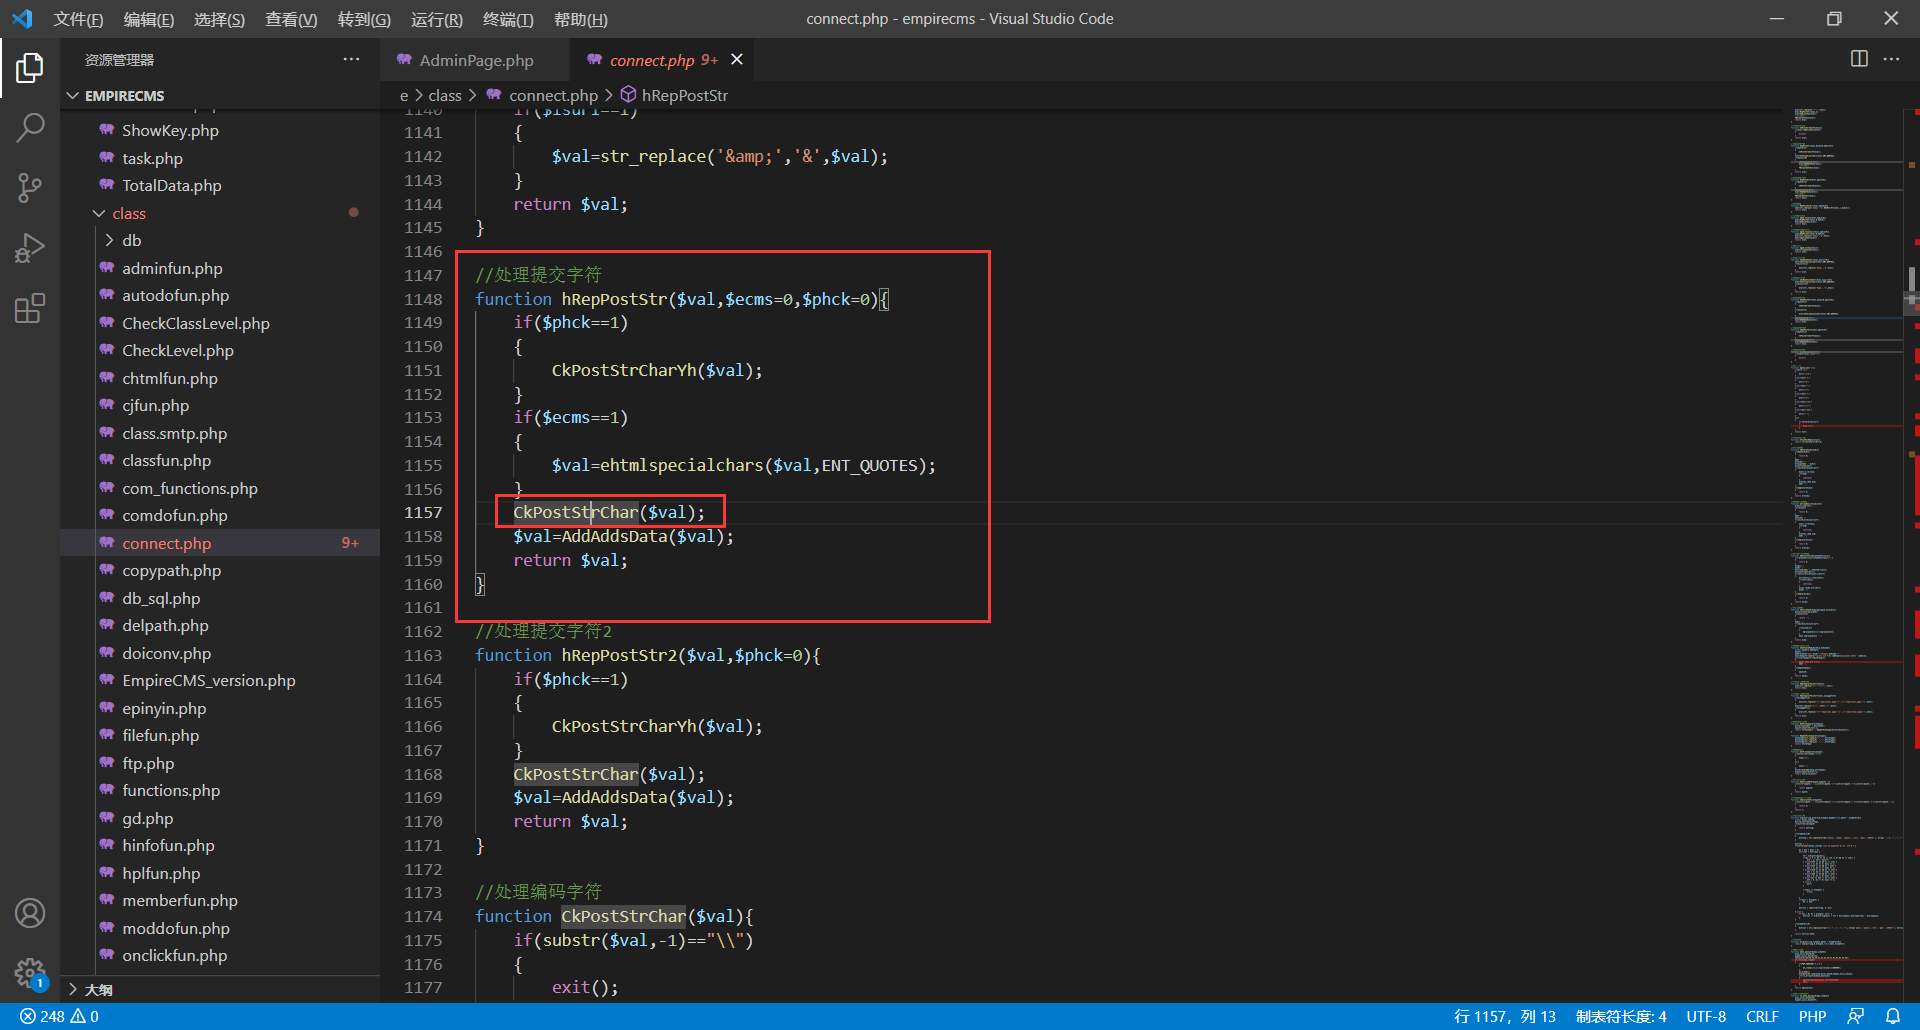 文件(F) 编辑(E) 选择(S) 查看(V) 转到(G) 运行(R) 终端(T) 帮助(H) connect.php - empirecms - Visual Studio Code
资源管理器 ···
EMPIRECMS
ShowKey.php
task.php
TotalData.php
class
db
adminfun.php
autodofun.php
CheckClassLevel.php
CheckLevel.php
chtmlfun.php
cjfun.php
class.smtp.php
classfun.php
com_functions.php
comdofun.php
connect.php 9+
copypath.php
db_sql.php
delpath.php
doiconv.php
EmpireCMS_version.php
epinyin.php
filefun.php
ftp.php
functions.php
gd.php
hinfofun.php
hplfun.php
memberfun.php
moddofun.php
onclickfun.php
大纲
1
AdminPage.php connect.php 9+
e > class > connect.php > hRepPostStr
1140 if($isurl==1)
1141 {
1142 $val=str_replace('&amp;','&',$val);
1143 }
1144 return $val;
1145 }
1146
1147 //处理提交字符
1148 function hRepPostStr($val,$ecms=0,$phck=0){
1149 if($phck==1)
1150 {
1151 CkPostStrCharYh($val);
1152 }
1153 if($ecms==1)
1154 {
1155 $val=ehtmlspecialchars($val,ENT_QUOTES);
1156 }
1157 CkPostStrChar($val);
1158 $val=AddAddsData($val);
1159 return $val;
1160 }
1161
1162 //处理提交字符2
1163 function hRepPostStr2($val,$phck=0){
1164 if($phck==1)
1165 {
1166 CkPostStrCharYh($val);
1167 }
1168 CkPostStrChar($val);
1169 $val=AddAddsData($val);
1170 return $val;
1171 }
1172
1173 //处理编码字符
1174 function CkPostStrChar($val){
1175 if(substr($val,-1)=="\\")
1176 {
1177 exit();
248 0 行 1157，列 13 制表符长度: 4 UTF-8 CRLF PHP